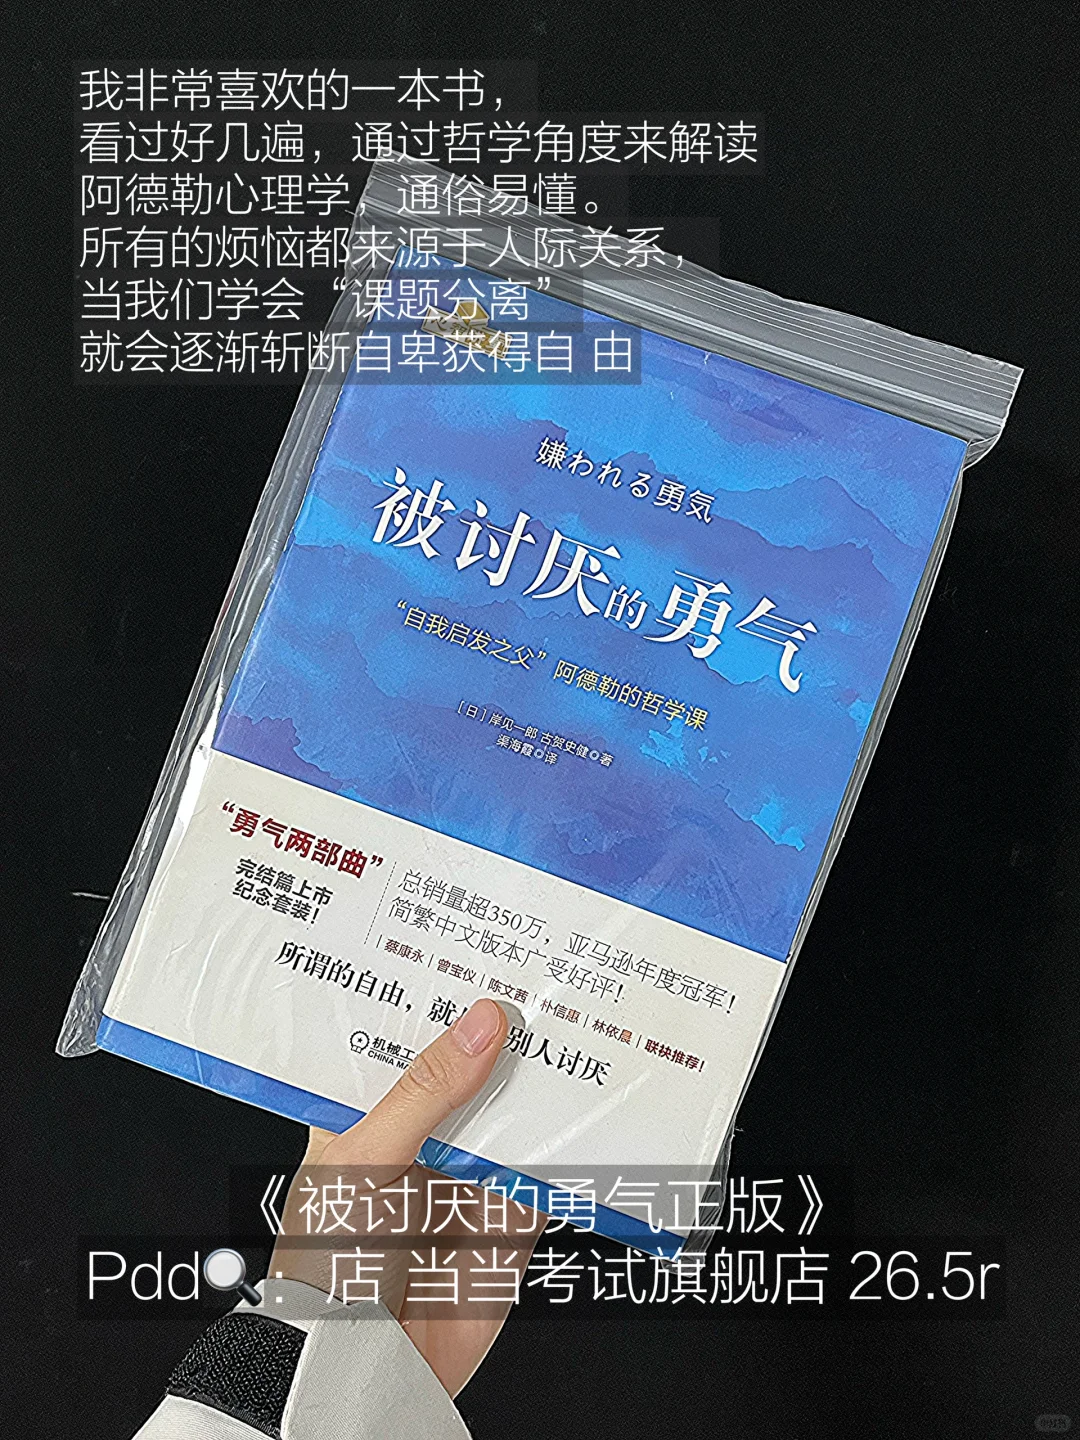 我非常喜欢的一本书，
看过好几遍，通过哲学角度来解读
阿德勒心理学，通俗易懂。
所有的烦恼都来源于人际关系，
当我们学会“课题分离”
就会逐渐斩断自卑获得自 由
嫌われる勇気
被讨厌的勇气
“自我启发之父”阿德勒的哲学课
[日]岸见一郎 古贺史健◎著
渠海霞◎译
“勇气两部曲”
完结篇上市
纪念套装！
总销量超350万，亚马逊年度冠军！
简繁中文版本广受好评！
蔡康永｜曾宝仪｜陈文茜｜朴信惠｜林依晨｜联袂推荐！
所谓的自由，就 别人讨厌
机械工
CHINA MA
《被讨厌的勇气正版》
Pdd🔍：店 当当考试旗舰店 26.5r